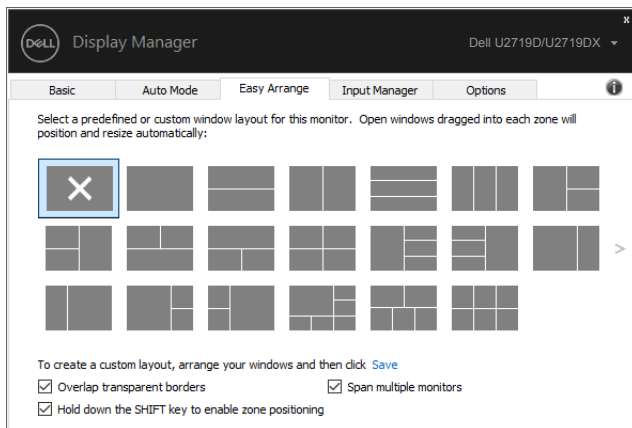 x
DELL Display Manager Dell U2719D/U2719DX
Basic Auto Mode Easy Arrange Input Manager Options i
Select a predefined or custom window layout for this monitor. Open windows dragged into each zone will
position and resize automatically:
To create a custom layout, arrange your windows and then click Save
Overlap transparent borders Span multiple monitors
Hold down the SHIFT key to enable zone positioning